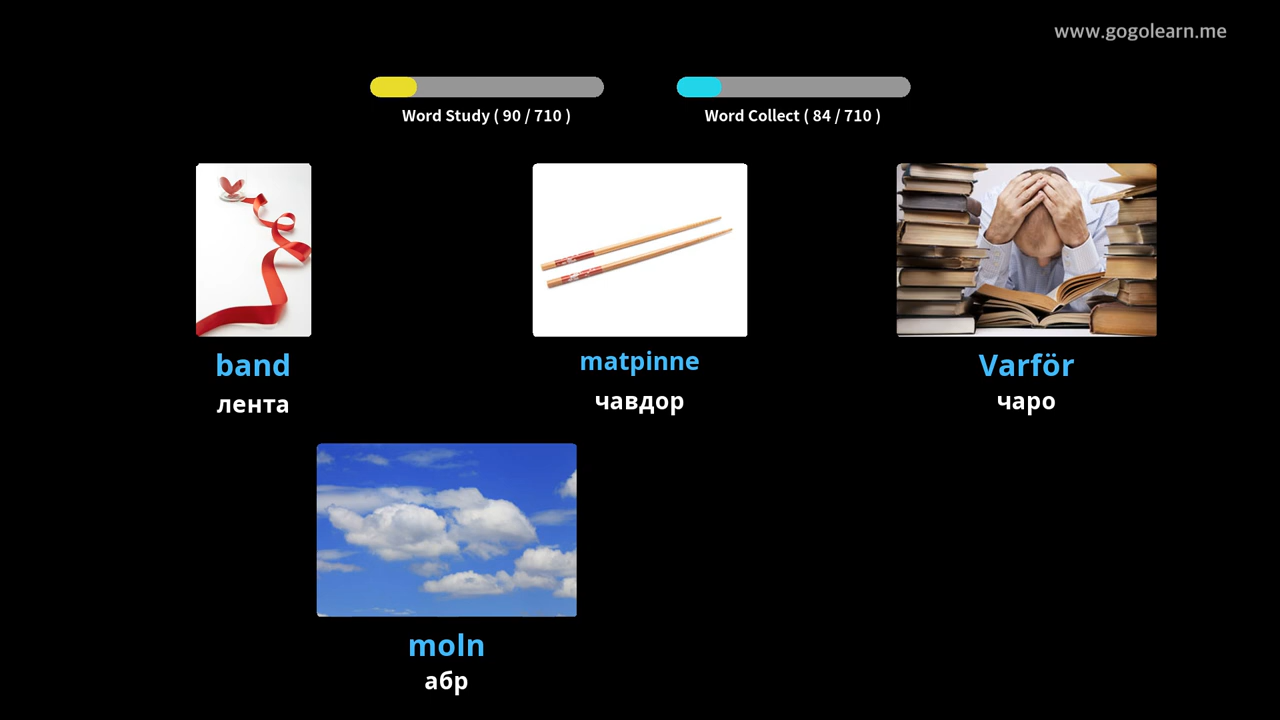 www.gogolearn.me
Word Study ( 90 / 710 )
Word Collect ( 84 / 710 )
band
лента
matpinne
чавдор
Varför
чаро
moln
абр